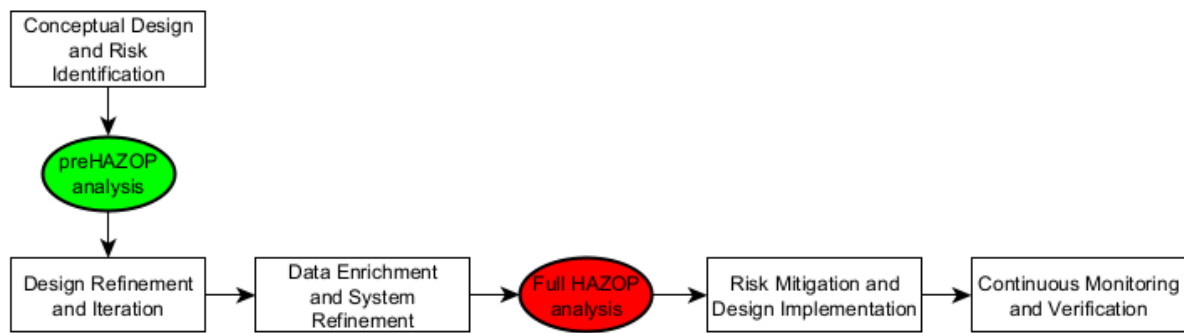 Conceptual Design
and Risk
Identification
preHAZOP
analysis
Design Refinement
and Iteration
Data Enrichment
and System
Refinement
Full HAZOP
analysis
Risk Mitigation and
Design Implementation
Continuous Monitoring
and Verification